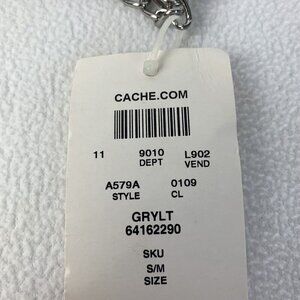 CACHE.COM
11 9010 L902
DEPT VEND
A579A 0109
STYLE CL
GRYLT
64162290
SKU
S/M
SIZE